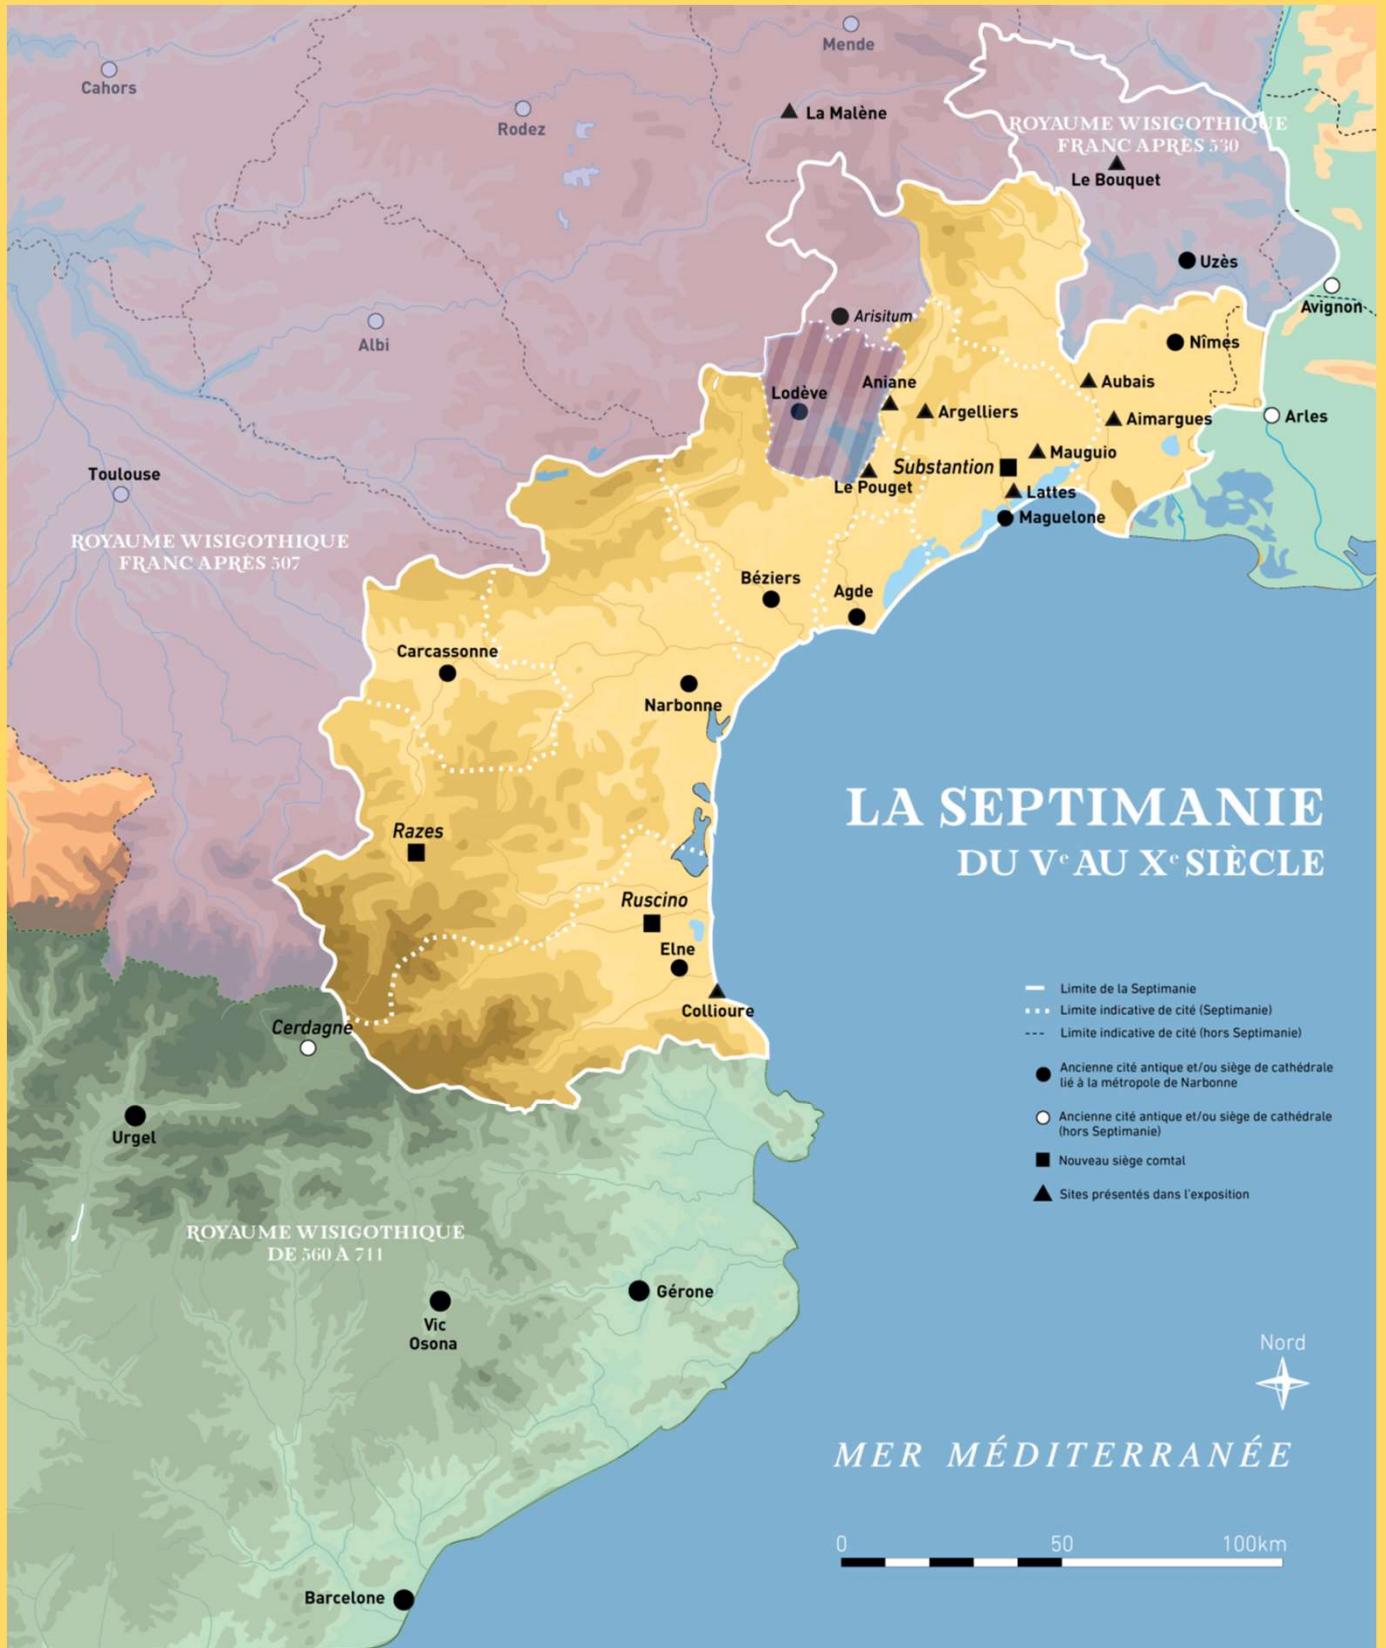 Mende
Cahors
La Malène
Rodez
ROYAUME WISIGOTHIQUE
FRANC APRÈS 530
Le Bouquet
Uzès
Avignon
Arisitum
Nîmes
Albi
Aubais
Aniane
Lodève
Argelliers
Aimargues
Arles
Mauguio
Substantion
Toulouse
Le Pouget
Lattes
Maguelone
ROYAUME WISIGOTHIQUE
FRANC APRÈS 507
Béziers
Agde
Carcassonne
Narbonne
LA SEPTIMANIE
DU Ve AU Xe SIÈCLE
Razes
Ruscino
Elne
Collioure
Cerdagne
Urgel
Limite de la Septimanie
Limite indicative de cité (Septimanie)
Limite indicative de cité (hors Septimanie)
Ancienne cité antique et/ou siège de cathédrale
lié à la métropole de Narbonne
Ancienne cité antique et/ou siège de cathédrale
(hors Septimanie)
Nouveau siège comtal
Sites présentés dans l'exposition
ROYAUME WISIGOTHIQUE
DE 560 À 711
Gérone
Vic
Osona
Nord
MER MÉDITERRANÉE
0 50 100km
Barcelone